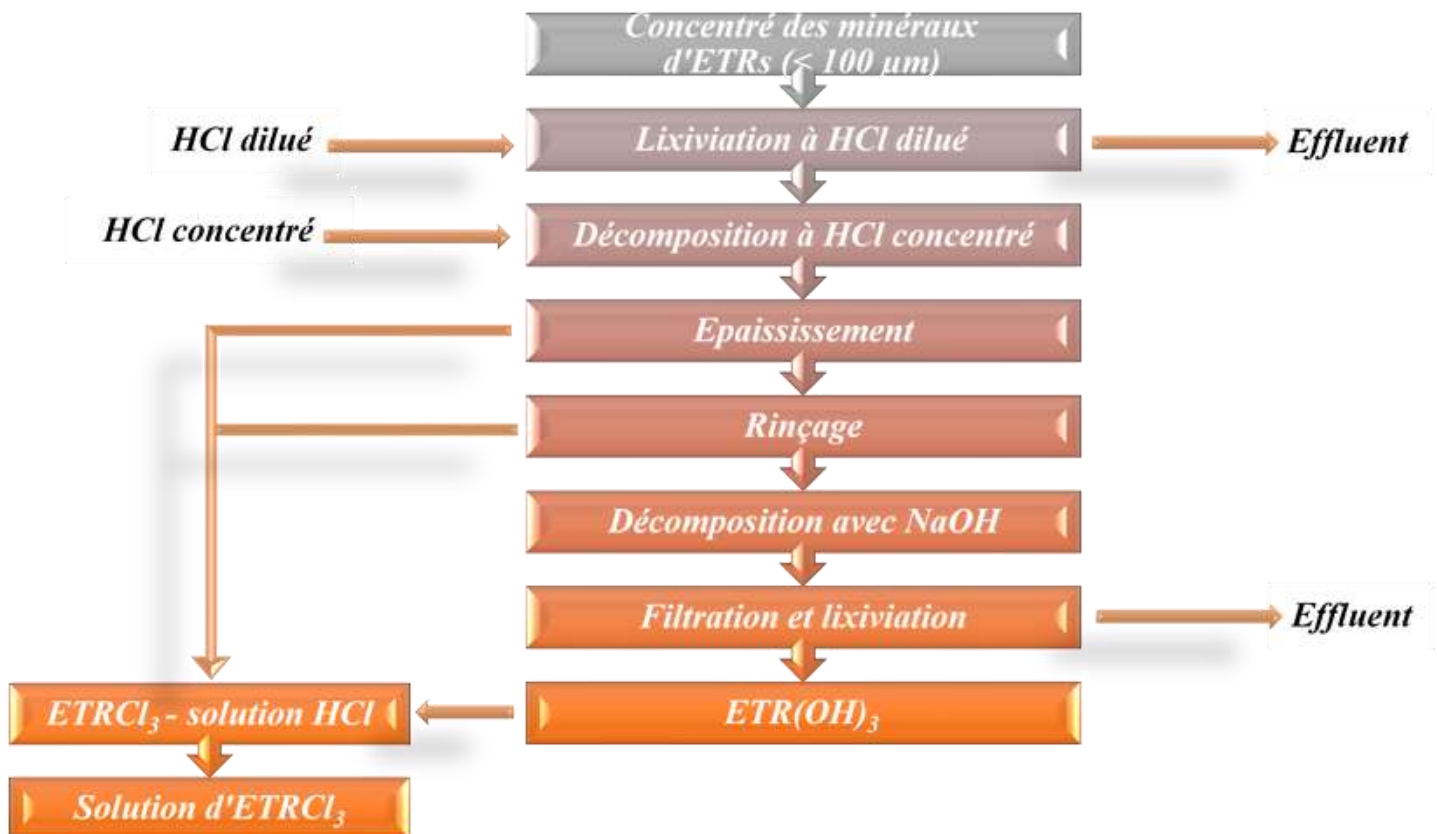 Concentré des minéraux
d'ETRs (< 100 µm)
HCl dilué
Lixiviation à HCl dilué
Effluent
HCl concentré
Décomposition à HCl concentré
Epaississement
Rinçage
Décomposition avec NaOH
Filtration et lixiviation
Effluent
ETRCl₃ - solution HCl
ETR(OH)₃
Solution d'ETRCl₃